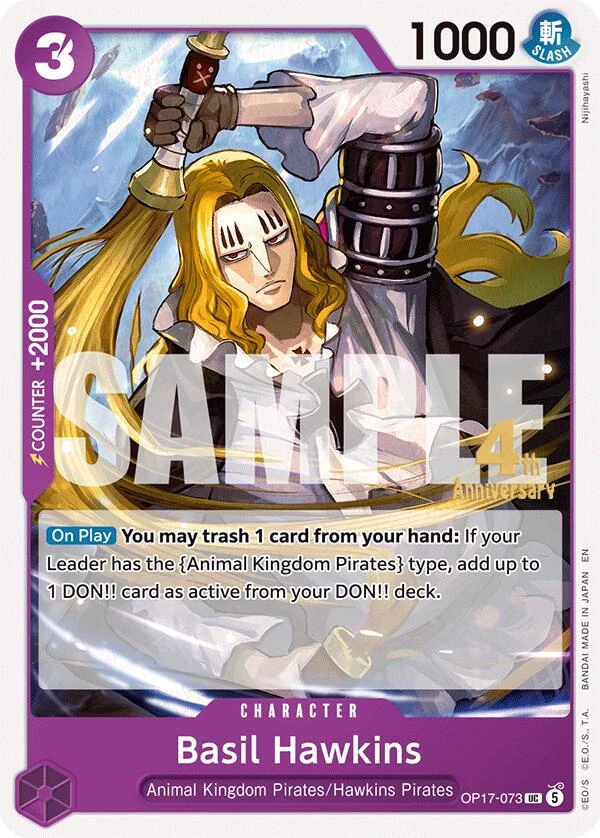 3
1000
斬
SLASH
Nijihayashi
COUNTER +2000
SAMPLE
4th
Anniversary
On Play You may trash 1 card from your hand: If your
Leader has the {Animal Kingdom Pirates} type, add up to
1 DON!! card as active from your DON!! deck.
©EO/S ©E.O./S., T.A. BANDAI MADE IN JAPAN EN
CHARACTER
Basil Hawkins
Animal Kingdom Pirates/Hawkins Pirates
OP17-073 UC 5